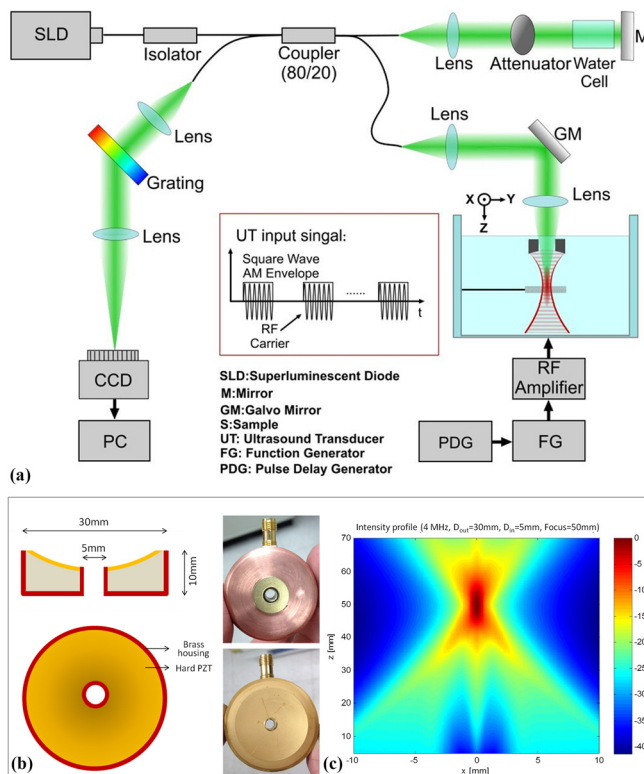 SLD
Isolator
Coupler
(80/20)
Lens
Attenuator
Water
Cell
M
Lens
GM
Lens
Grating
Lens
Lens
X
Y
Z
UT input singal:
Square Wave
AM Envelope
......
t
RF
Carrier
CCD
PC
RF
Amplifier
PDG
FG
SLD:Superluminescent Diode
M:Mirror
GM:Galvo Mirror
S:Sample
UT: Ultrasound Transducer
FG: Function Generator
PDG: Pulse Delay Generator
(a)
30mm
5mm
10mm
Brass
housing
Hard PZT
(b)
Intensity profile (4 MHz, D_out=30mm, D_in=5mm, Focus=50mm)
70
60
50
40
30
20
10
z [mm]
-10
-5
0
5
10
x [mm]
0
-5
-10
-15
-20
-25
-30
-35
-40
(c)